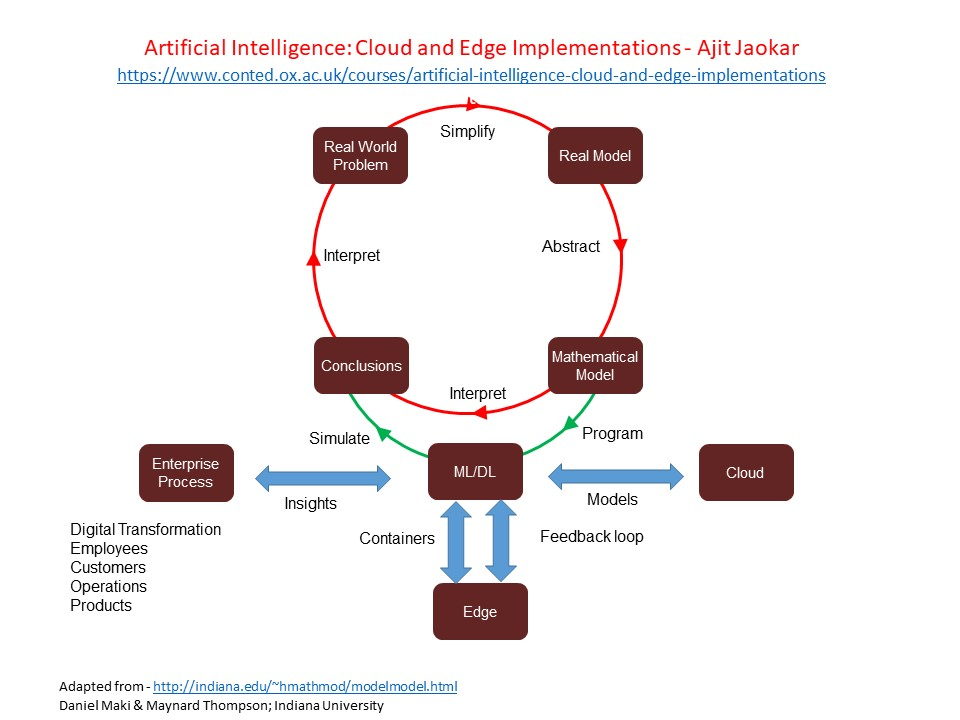 Artificial Intelligence: Cloud and Edge Implementations - Ajit Jaokar
https://www.conted.ox.ac.uk/courses/artificial-intelligence-cloud-and-edge-implementations
Simplify
Real World
Problem
Real Model
Abstract
Interpret
Conclusions
Mathematical
Model
Interpret
Simulate
Program
Enterprise
Process
ML/DL
Cloud
Insights
Models
Digital Transformation
Employees
Customers
Operations
Products
Containers
Feedback loop
Edge
Adapted from - http://indiana.edu/~hmathmod/modelmodel.html
Daniel Maki & Maynard Thompson; Indiana University